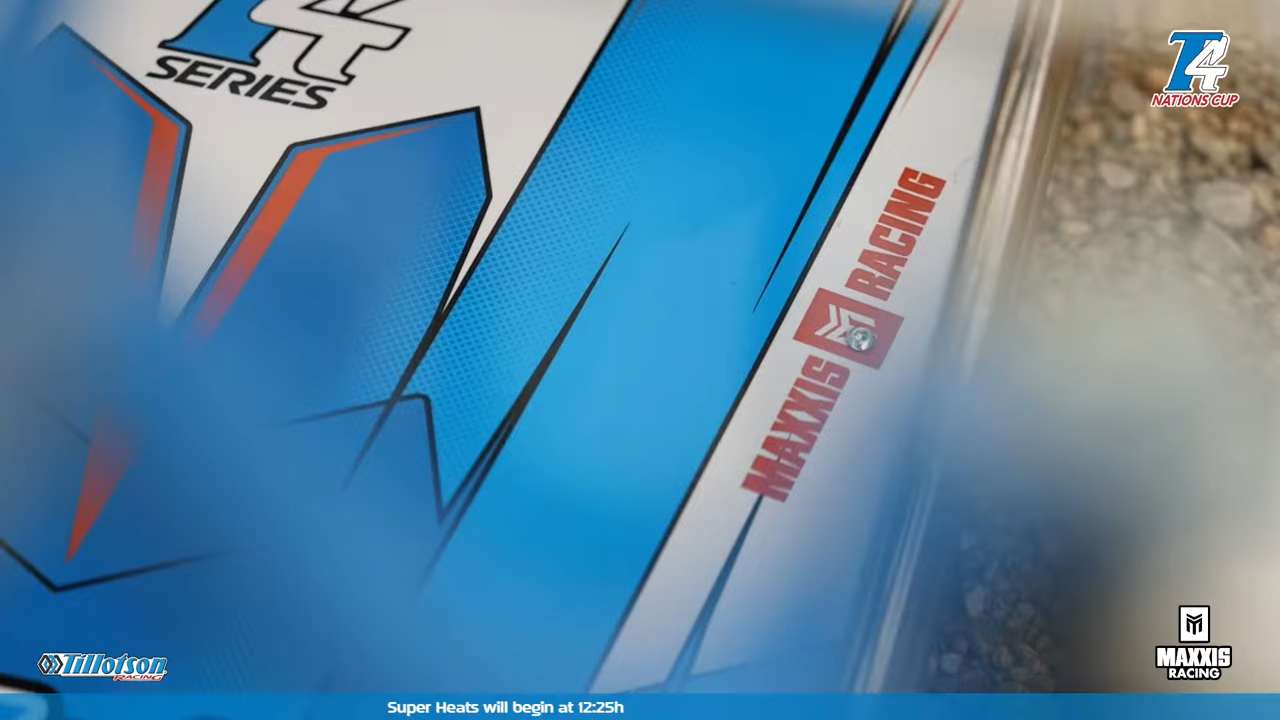 T4
SERIES
T4
NATIONS CUP
MAXXIS RACING
Tillotson
RACING
MAXXIS
RACING
Super Heats will begin at 12:25h